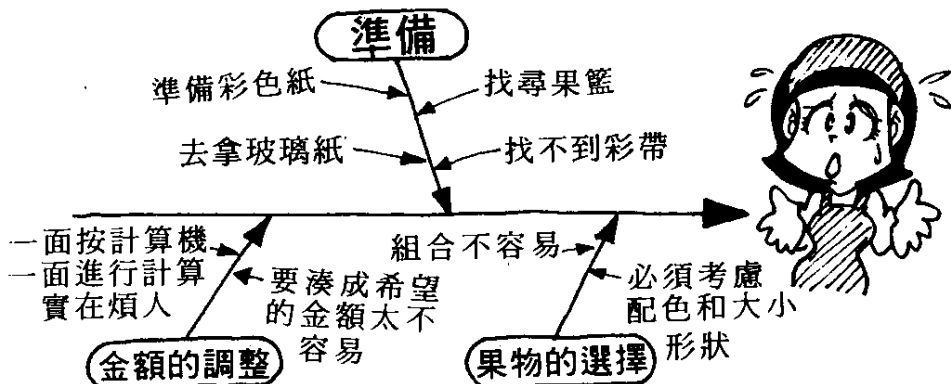 準備
準備彩色紙
找尋果籃
去拿玻璃紙
找不到彩帶
一面按計算機
一面進行計算
實在煩人
要湊成希望
的金額太不
容易
金額的調整
組合不容易
必須考慮
配色和大小
形狀
果物的選擇